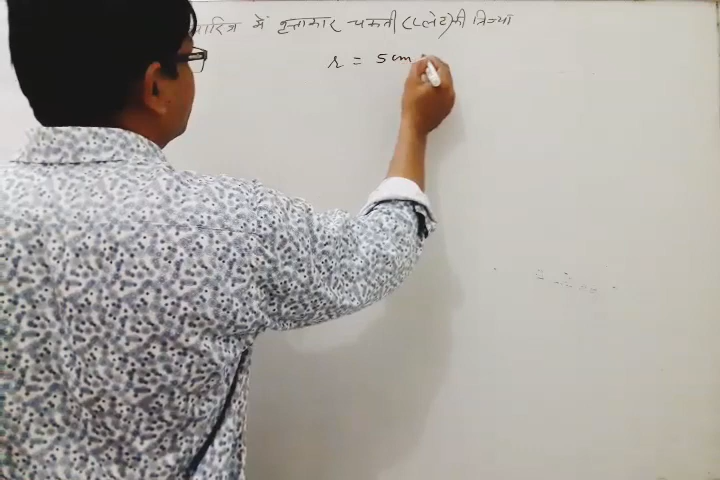 संधारित्र में वृत्ताकार चकती (प्लेट) की त्रिज्या
r = 5 cm